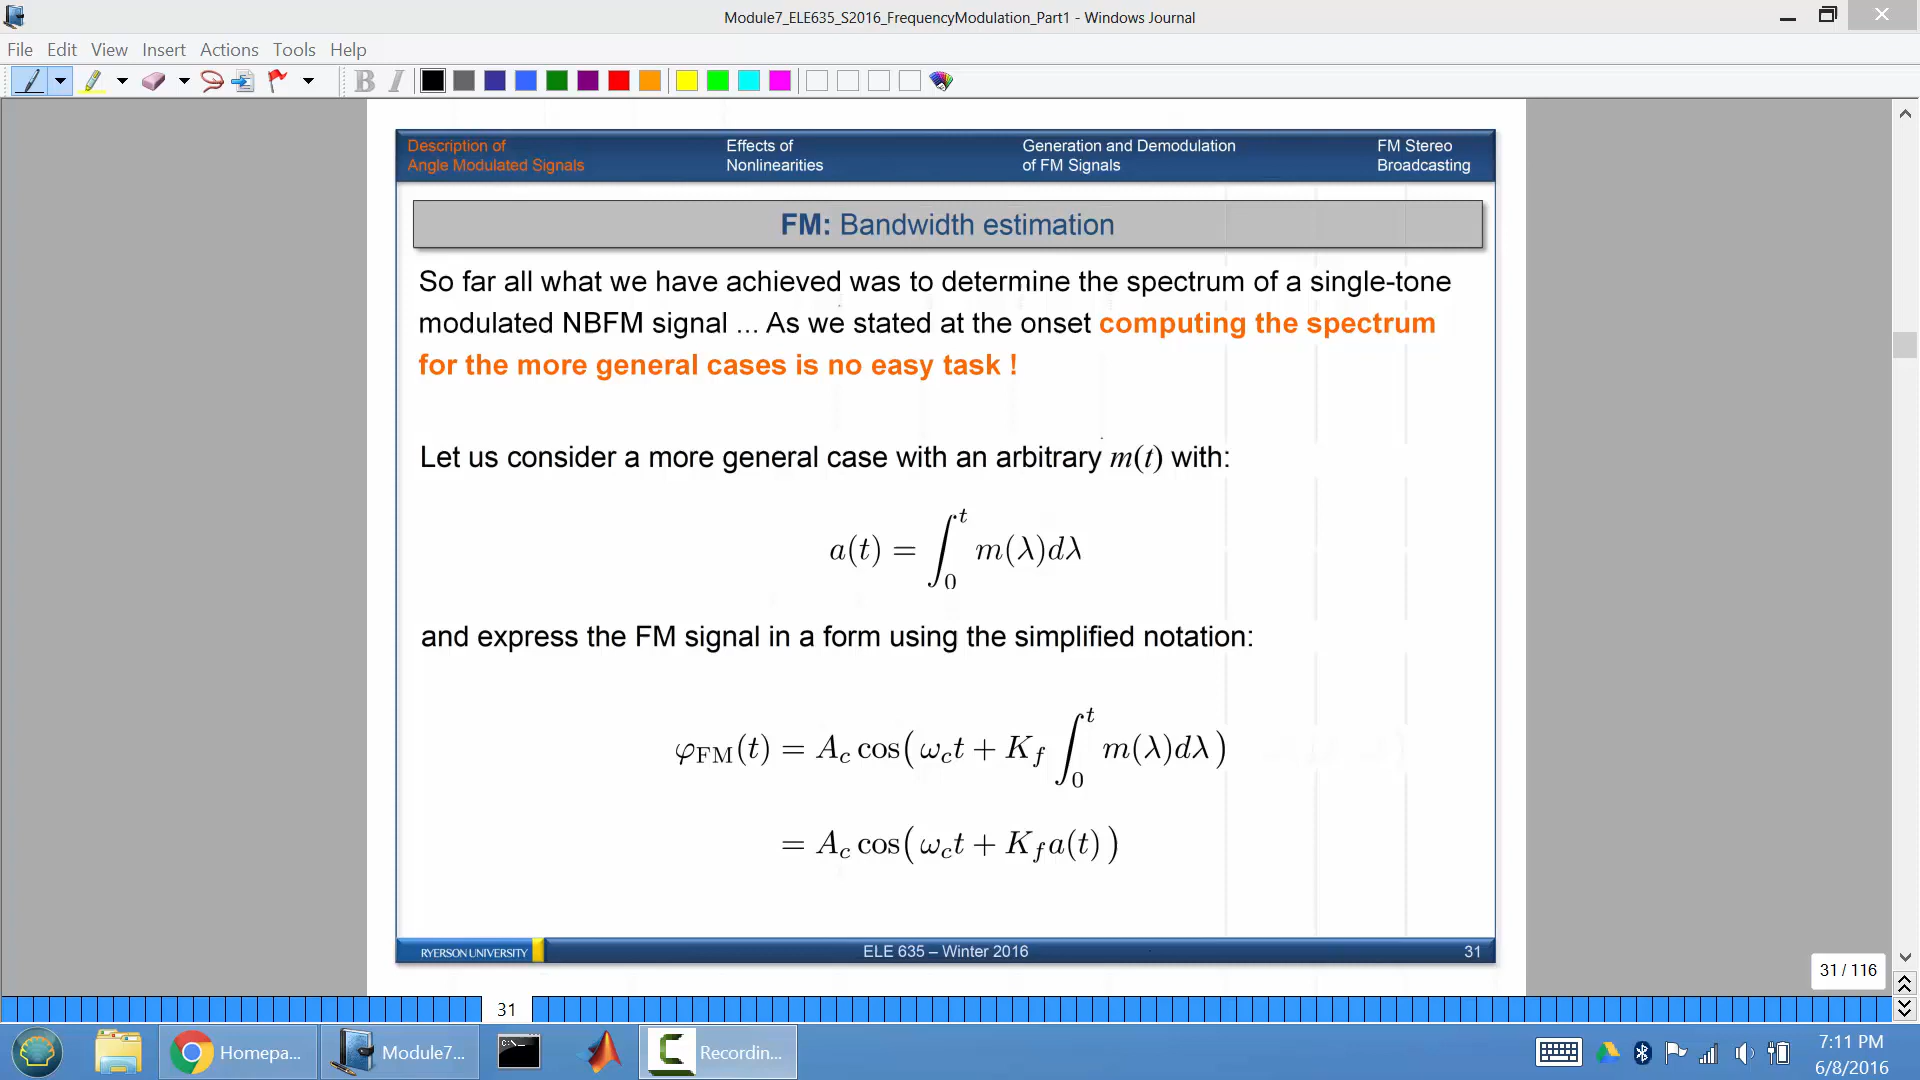 Module7_ELE635_S2016_FrequencyModulation_Part1 - Windows Journal
File Edit View Insert Actions Tools Help
B I
Description of
Angle Modulated Signals
Effects of
Nonlinearities
Generation and Demodulation
of FM Signals
FM Stereo
Broadcasting
FM: Bandwidth estimation
So far all what we have achieved was to determine the spectrum of a single-tone
modulated NBFM signal ... As we stated at the onset computing the spectrum
for the more general cases is no easy task !
Let us consider a more general case with an arbitrary m(t) with:
a(t) = ∫₀ᵗ m(λ)dλ
and express the FM signal in a form using the simplified notation:
φ_FM(t) = A_c cos( ω_c t + K_f ∫₀ᵗ m(λ)dλ )
= A_c cos( ω_c t + K_f a(t) )
RYERSON UNIVERSITY ELE 635 – Winter 2016 31
31 / 116
31
Homepa... Module7... C:\_ Recordin...
7:11 PM
6/8/2016